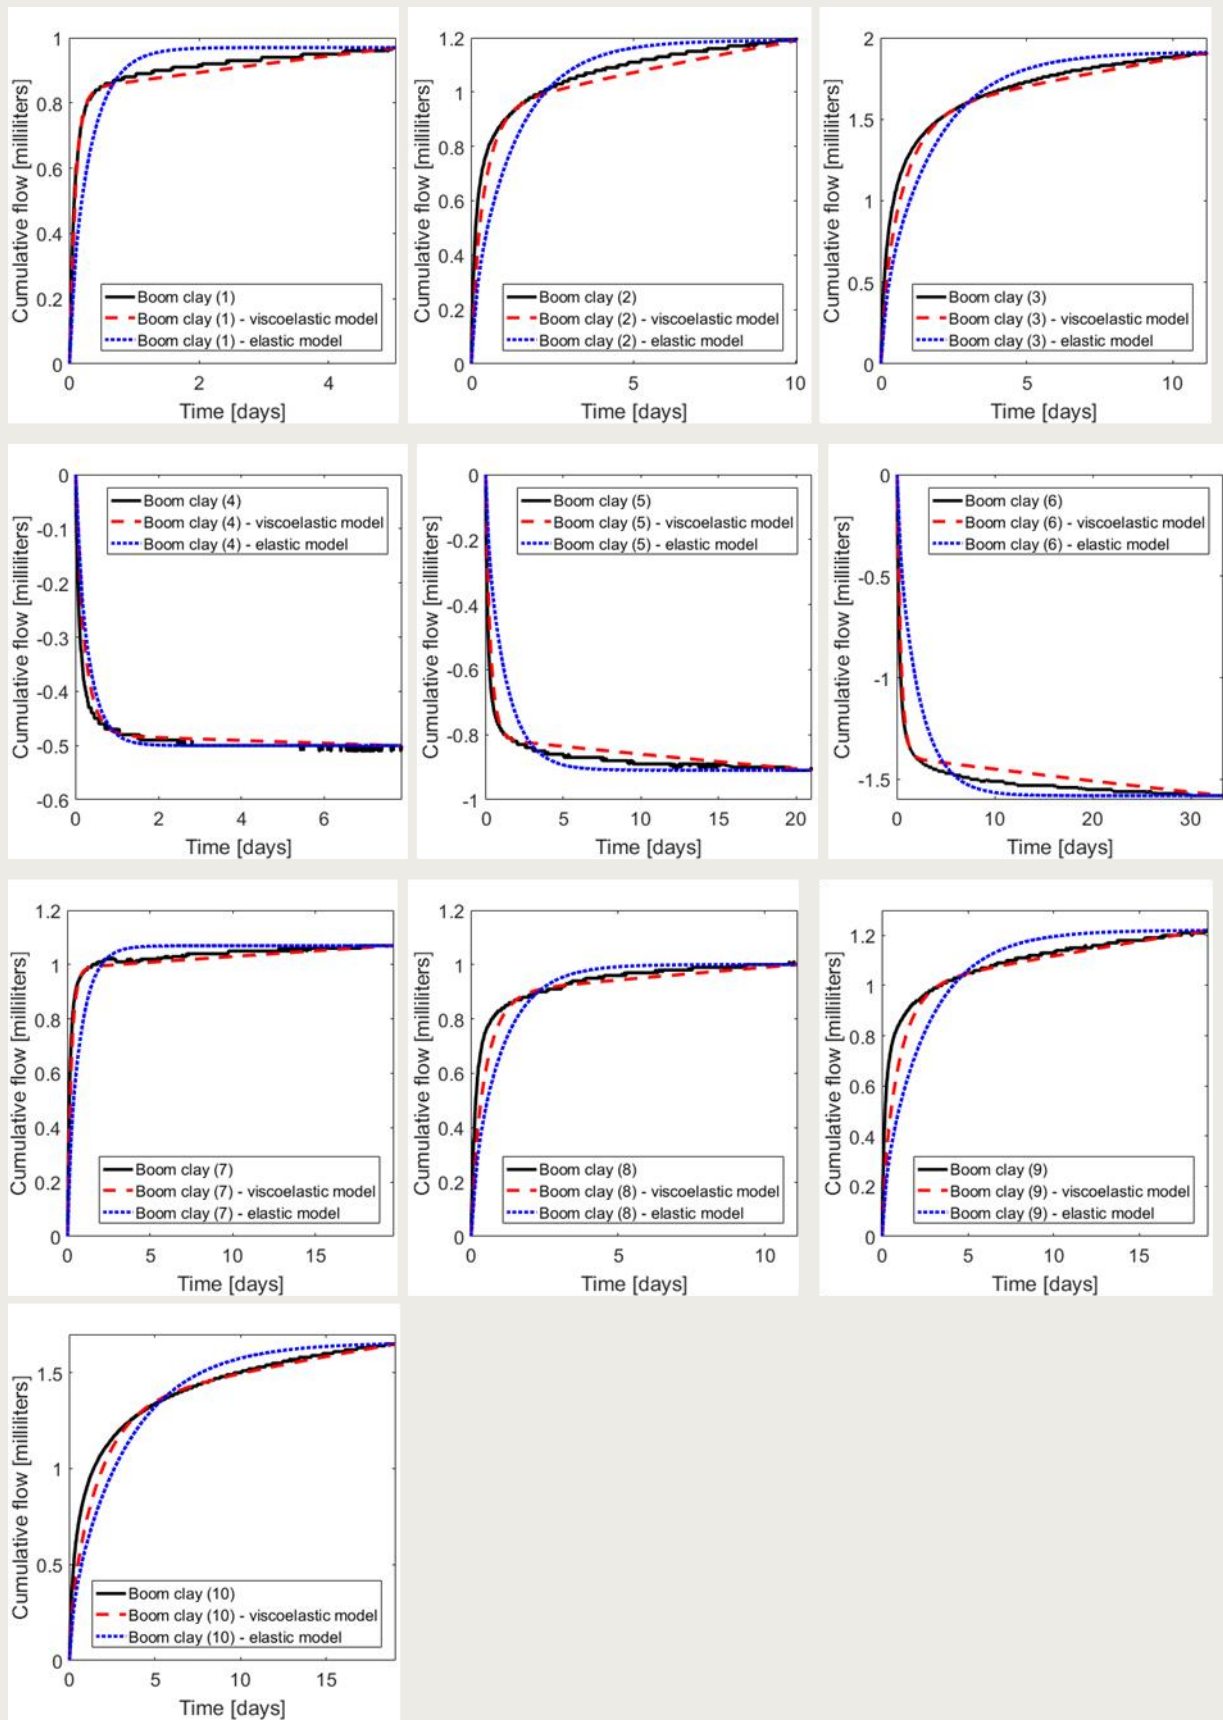 1
0.8
0.6
0.4
0.2
0
Cumulative flow [milliliters]
Boom clay (1)
Boom clay (1) - viscoelastic model
Boom clay (1) - elastic model
0 2 4
Time [days]
1.2
1
0.8
0.6
0.4
0.2
0
Cumulative flow [milliliters]
Boom clay (2)
Boom clay (2) - viscoelastic model
Boom clay (2) - elastic model
0 5 10
Time [days]
2
1.5
1
0.5
0
Cumulative flow [milliliters]
Boom clay (3)
Boom clay (3) - viscoelastic model
Boom clay (3) - elastic model
0 5 10
Time [days]
0
-0.1
-0.2
-0.3
-0.4
-0.5
-0.6
Cumulative flow [milliliters]
Boom clay (4)
Boom clay (4) - viscoelastic model
Boom clay (4) - elastic model
0 2 4 6
Time [days]
0
-0.2
-0.4
-0.6
-0.8
-1
Cumulative flow [milliliters]
Boom clay (5)
Boom clay (5) - viscoelastic model
Boom clay (5) - elastic model
0 5 10 15 20
Time [days]
0
-0.5
-1
-1.5
Cumulative flow [milliliters]
Boom clay (6)
Boom clay (6) - viscoelastic model
Boom clay (6) - elastic model
0 10 20 30
Time [days]
1.2
1
0.8
0.6
0.4
0.2
0
Cumulative flow [milliliters]
Boom clay (7)
Boom clay (7) - viscoelastic model
Boom clay (7) - elastic model
0 5 10 15
Time [days]
1.2
1
0.8
0.6
0.4
0.2
0
Cumulative flow [milliliters]
Boom clay (8)
Boom clay (8) - viscoelastic model
Boom clay (8) - elastic model
0 5 10
Time [days]
1.2
1
0.8
0.6
0.4
0.2
0
Cumulative flow [milliliters]
Boom clay (9)
Boom clay (9) - viscoelastic model
Boom clay (9) - elastic model
0 5 10 15
Time [days]
1.5
1
0.5
0
Cumulative flow [milliliters]
Boom clay (10)
Boom clay (10) - viscoelastic model
Boom clay (10) - elastic model
0 5 10 15
Time [days]